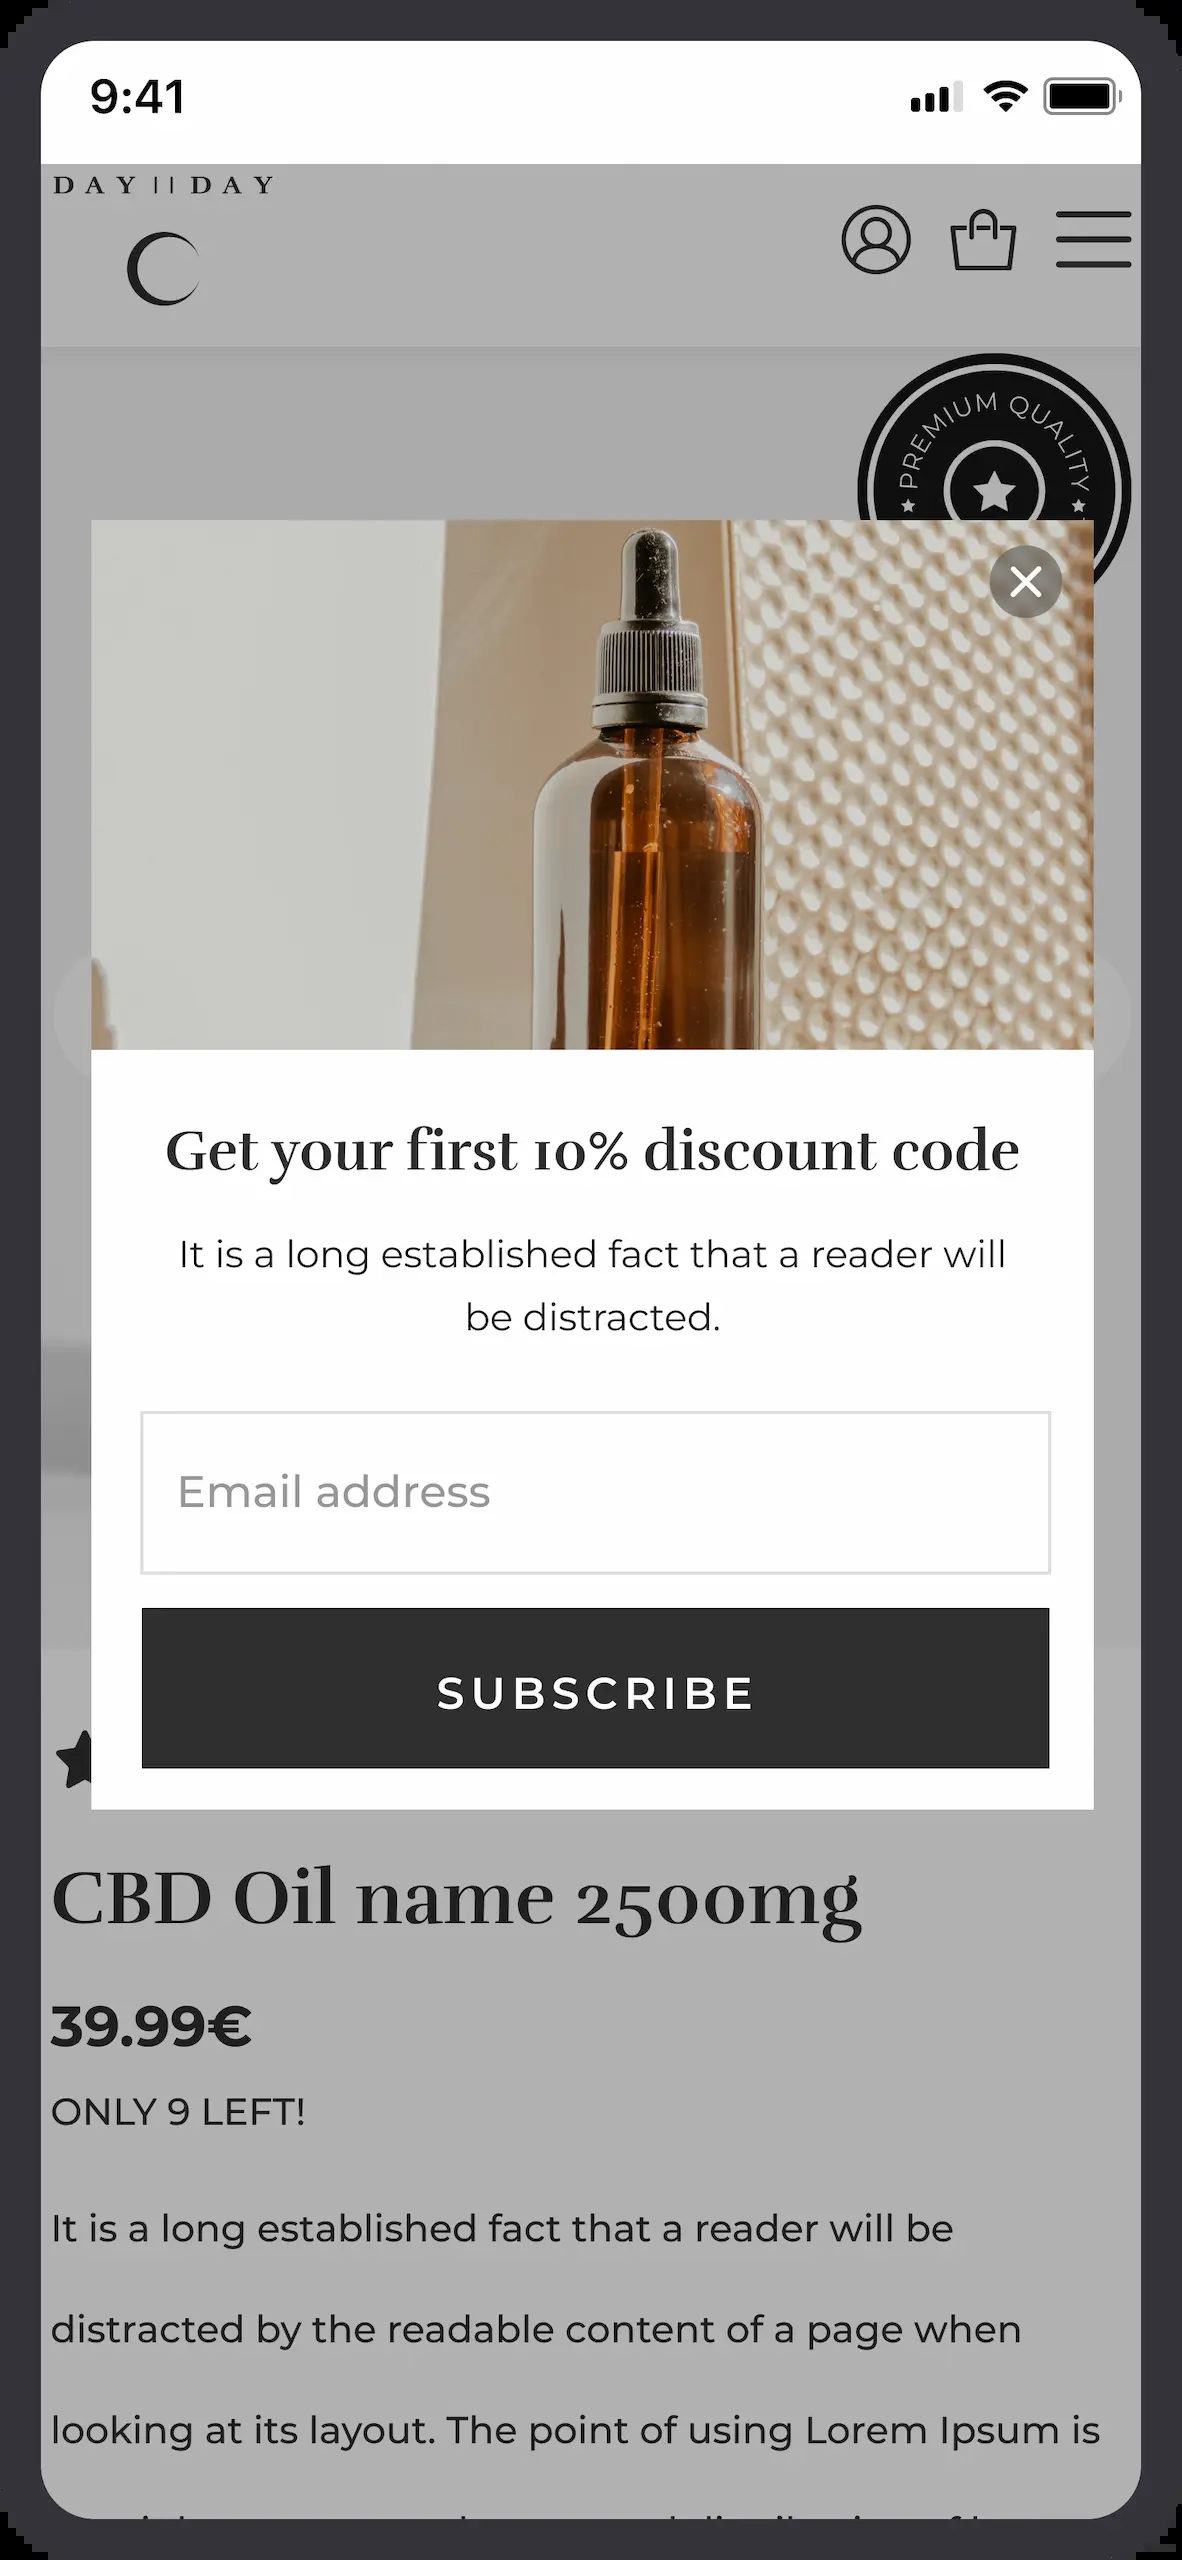 9:41
DAY || DAY
PREMIUM QUALITY
Get your first 10% discount code
It is a long established fact that a reader will
be distracted.
Email address
SUBSCRIBE
CBD Oil name 2500mg
39.99€
ONLY 9 LEFT!
It is a long established fact that a reader will be
distracted by the readable content of a page when
looking at its layout. The point of using Lorem Ipsum is